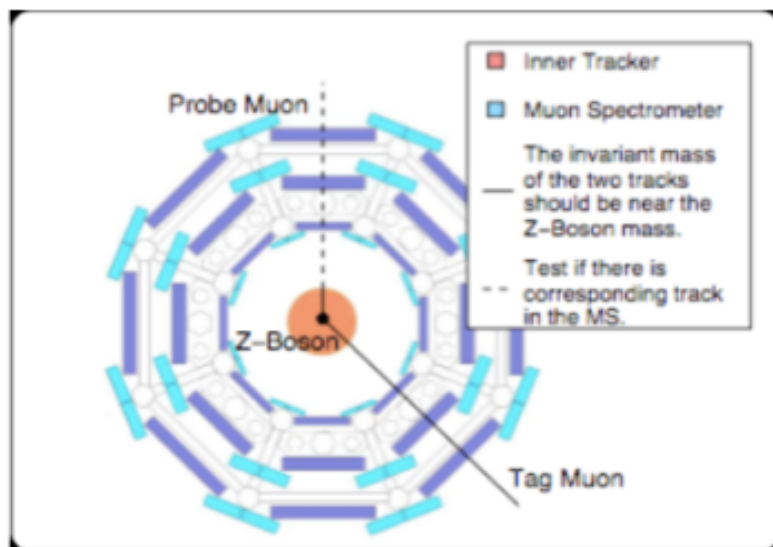 Probe Muon
Inner Tracker
Muon Spectrometer
The invariant mass
of the two tracks
should be near the
Z-Boson mass.
Test if there is
corresponding track
in the MS.
Z-Boson
Tag Muon